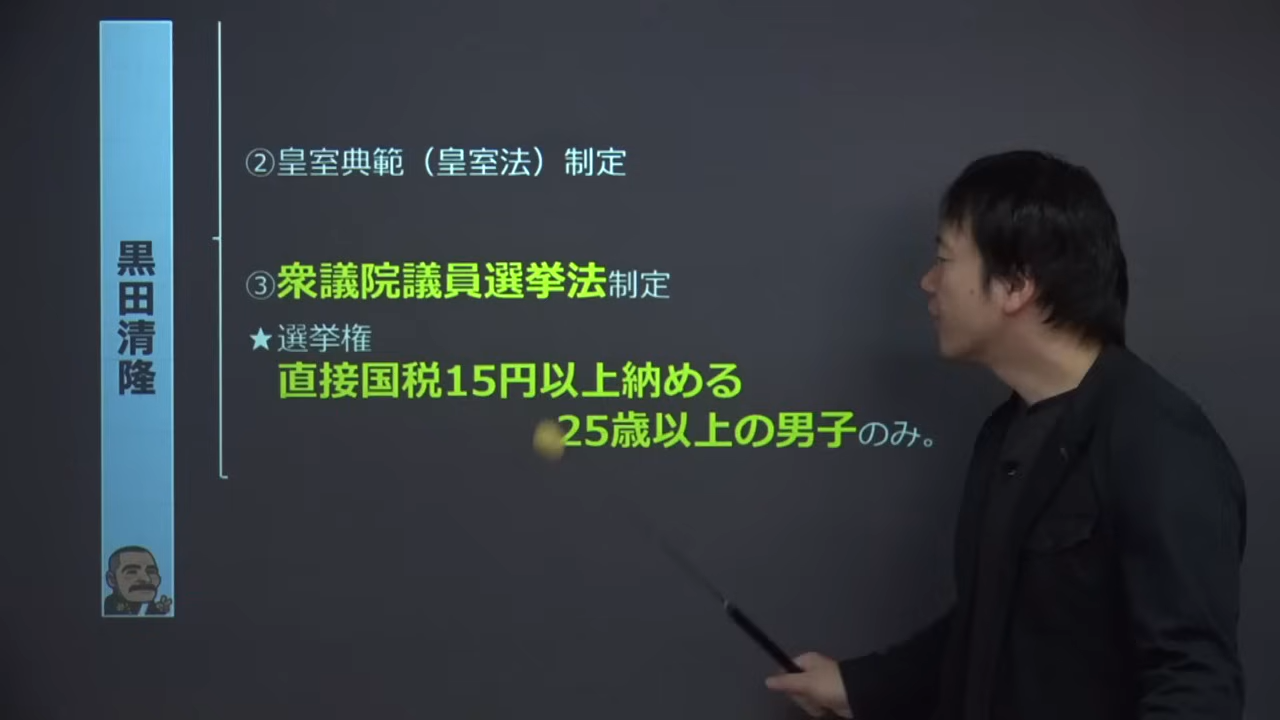 黒田清隆
②皇室典範（皇室法）制定
③衆議院議員選挙法制定
★選挙権
直接国税15円以上納める
25歳以上の男子のみ。